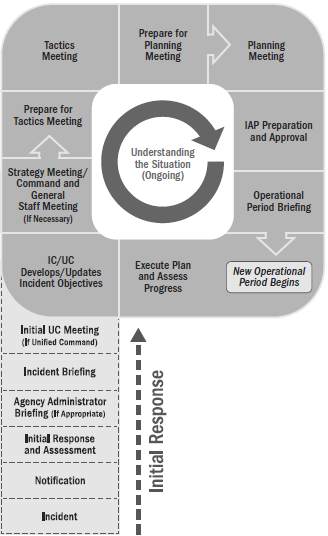 Tactics
Meeting
Prepare for
Planning
Meeting
Planning
Meeting
Prepare for
Tactics Meeting
IAP Preparation
and Approval
Understanding
the Situation
(Ongoing)
Strategy Meeting/
Command and
General
Staff Meeting
(If Necessary)
Operational
Period Briefing
IC/UC
Develops/Updates
Incident Objectives
Execute Plan
and Assess
Progress
New Operational
Period Begins
Initial UC Meeting
(If Unified Command)
Incident Briefing
Agency Administrator
Briefing (If Appropriate)
Initial Response
and Assessment
Notification
Incident
Initial Response